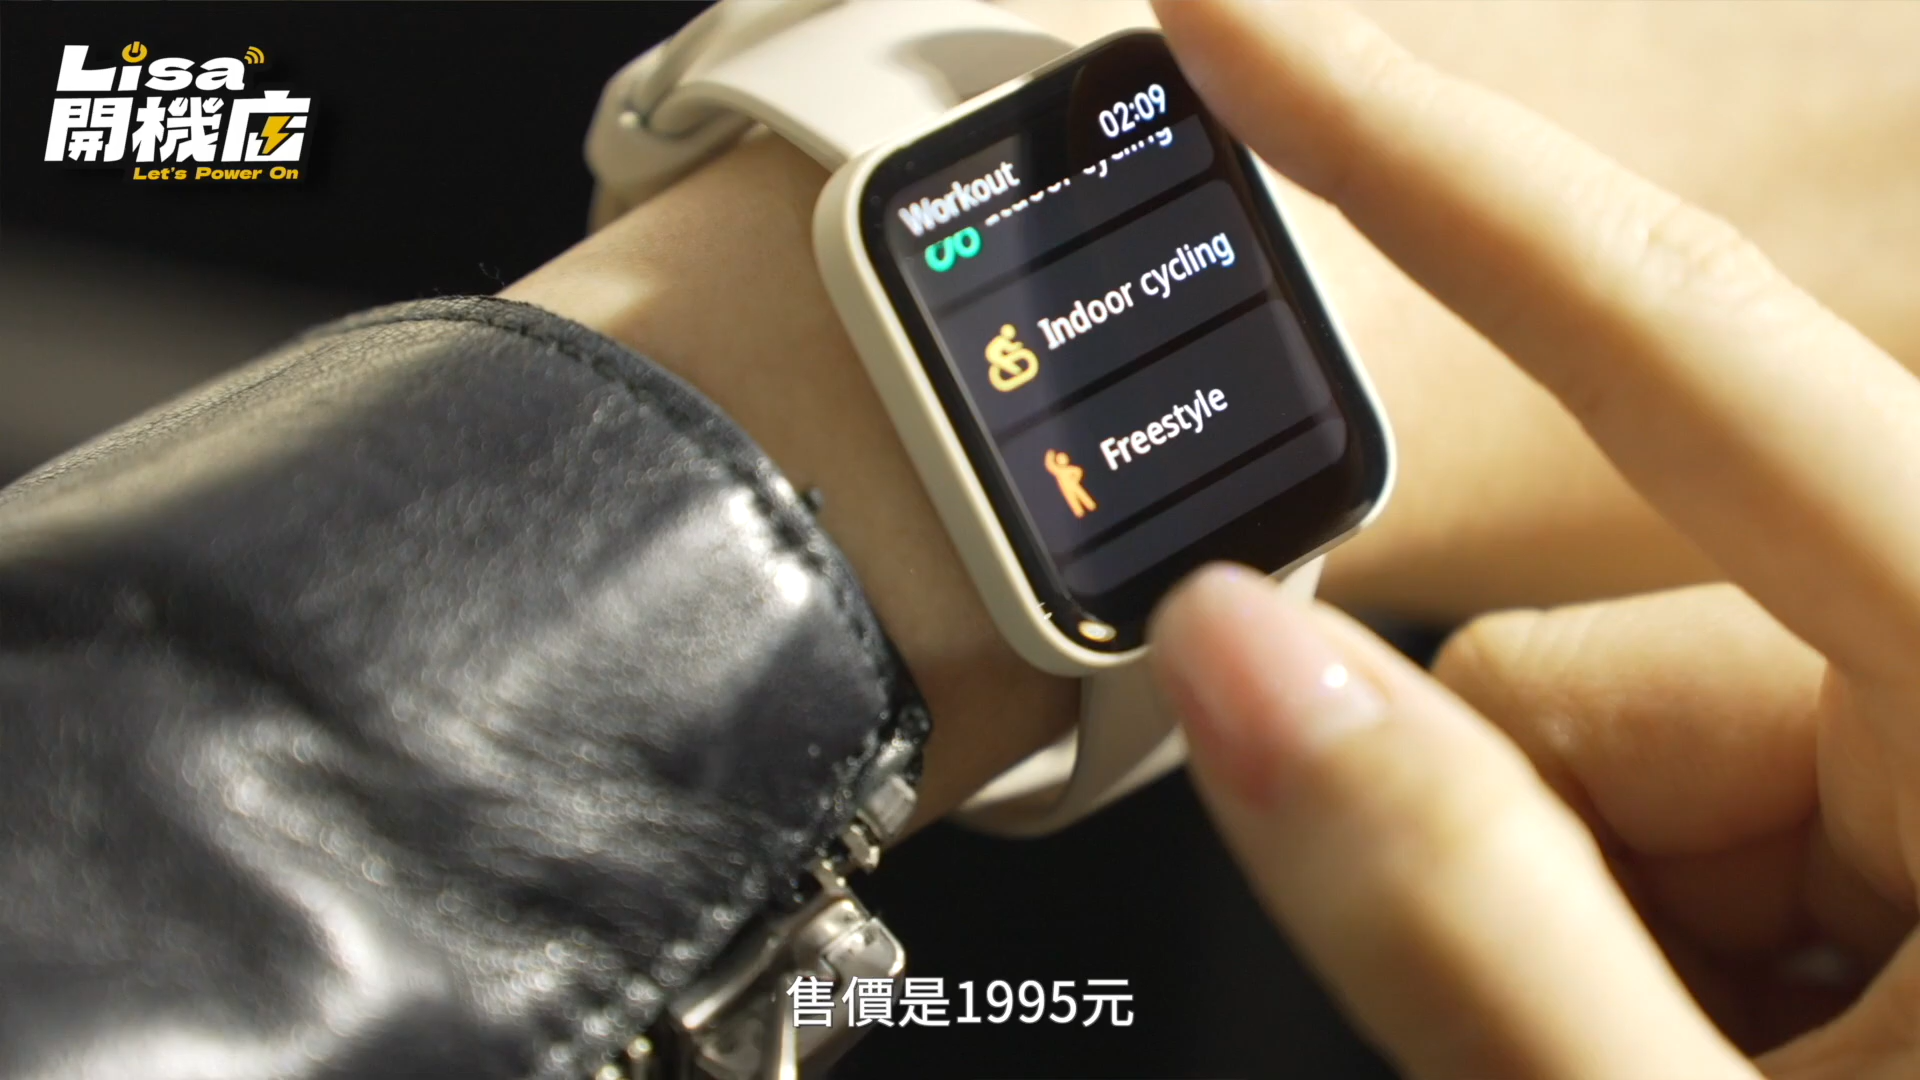 Lisa
開機店
Let's Power On
02:09
Workout
Indoor cycling
Freestyle
售價是1995元